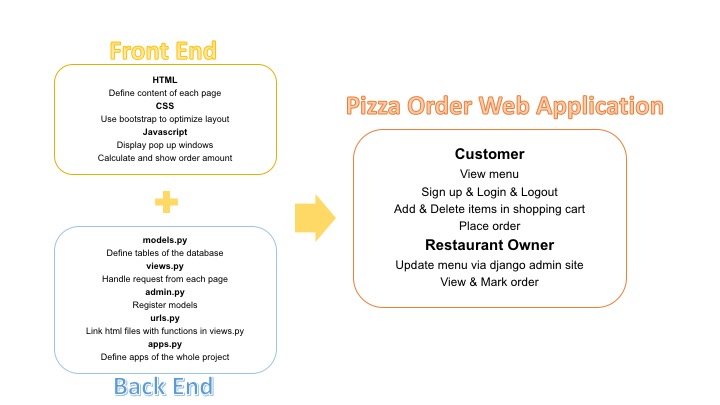 Front End
HTML
Define content of each page
CSS
Use bootstrap to optimize layout
Javascript
Display pop up windows
Calculate and show order amount
models.py
Define tables of the database
views.py
Handle request from each page
admin.py
Register models
urls.py
Link html files with functions in views.py
apps.py
Define apps of the whole project
Back End
Pizza Order Web Application
Customer
View menu
Sign up & Login & Logout
Add & Delete items in shopping cart
Place order
Restaurant Owner
Update menu via django admin site
View & Mark order